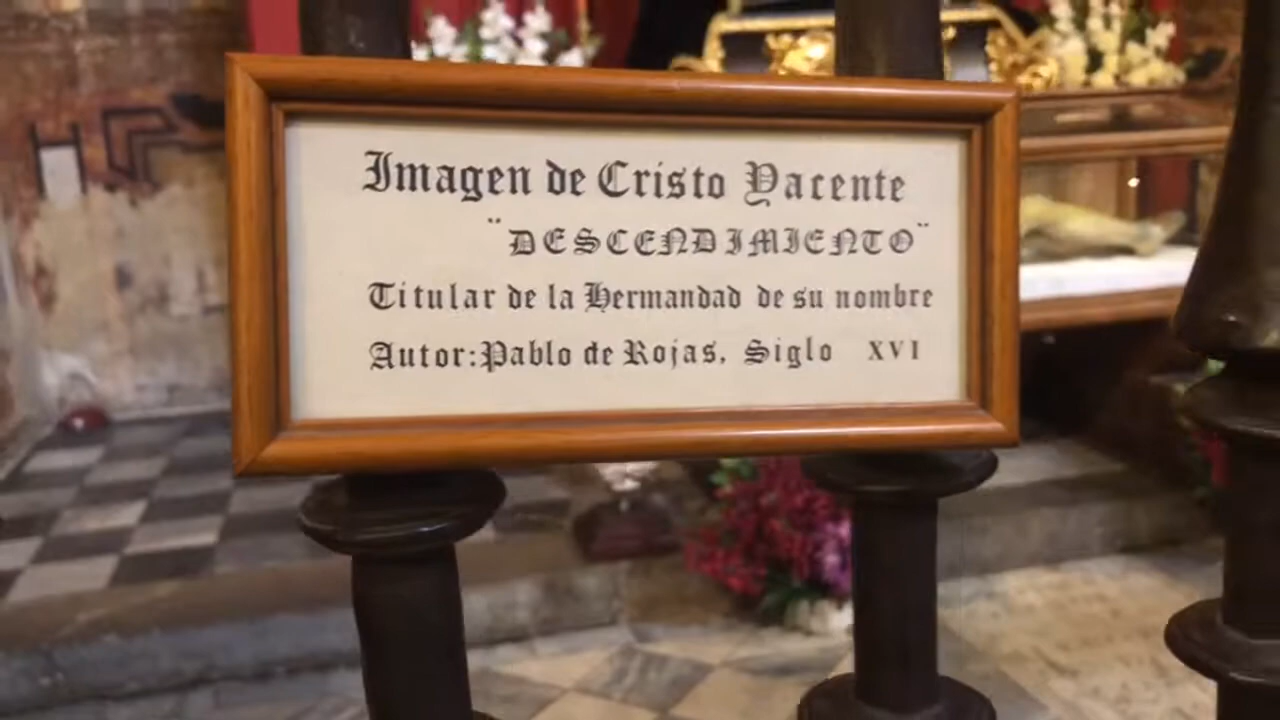 Imagen de Cristo Yacente
"DESCENDIMIENTO"
Titular de la Hermandad de su nombre
Autor:Pablo de Rojas, Siglo XVI